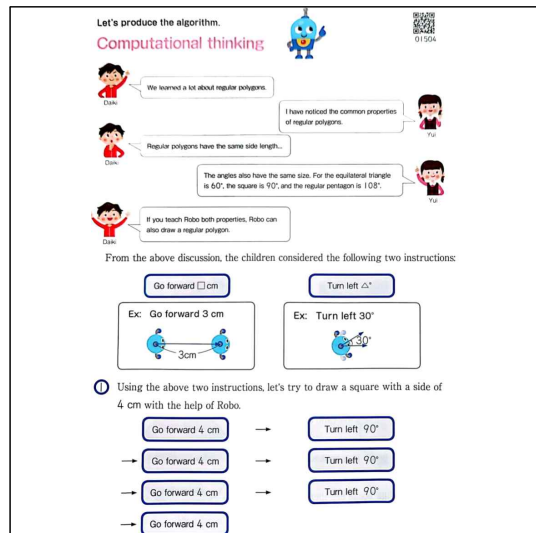 Let's produce the algorithm.
Computational thinking
01504
Daiki
We learned a lot about regular polygons.
I have noticed the common properties
of regular polygons.
Yui
Daiki
Regular polygons have the same side length...
The angles also have the same size. For the equilateral triangle
is 60°, the square is 90°, and the regular pentagon is 108°.
Yui
Daiki
If you teach Robo both properties, Robo can
also draw a regular polygon.
From the above discussion, the children considered the following two instructions:
Go forward □ cm
Turn left △°
Ex: Go forward 3 cm
3cm
Ex: Turn left 30°
30°
① Using the above two instructions, let's try to draw a square with a side of
4 cm with the help of Robo.
Go forward 4 cm → Turn left 90°
→ Go forward 4 cm → Turn left 90°
→ Go forward 4 cm → Turn left 90°
→ Go forward 4 cm